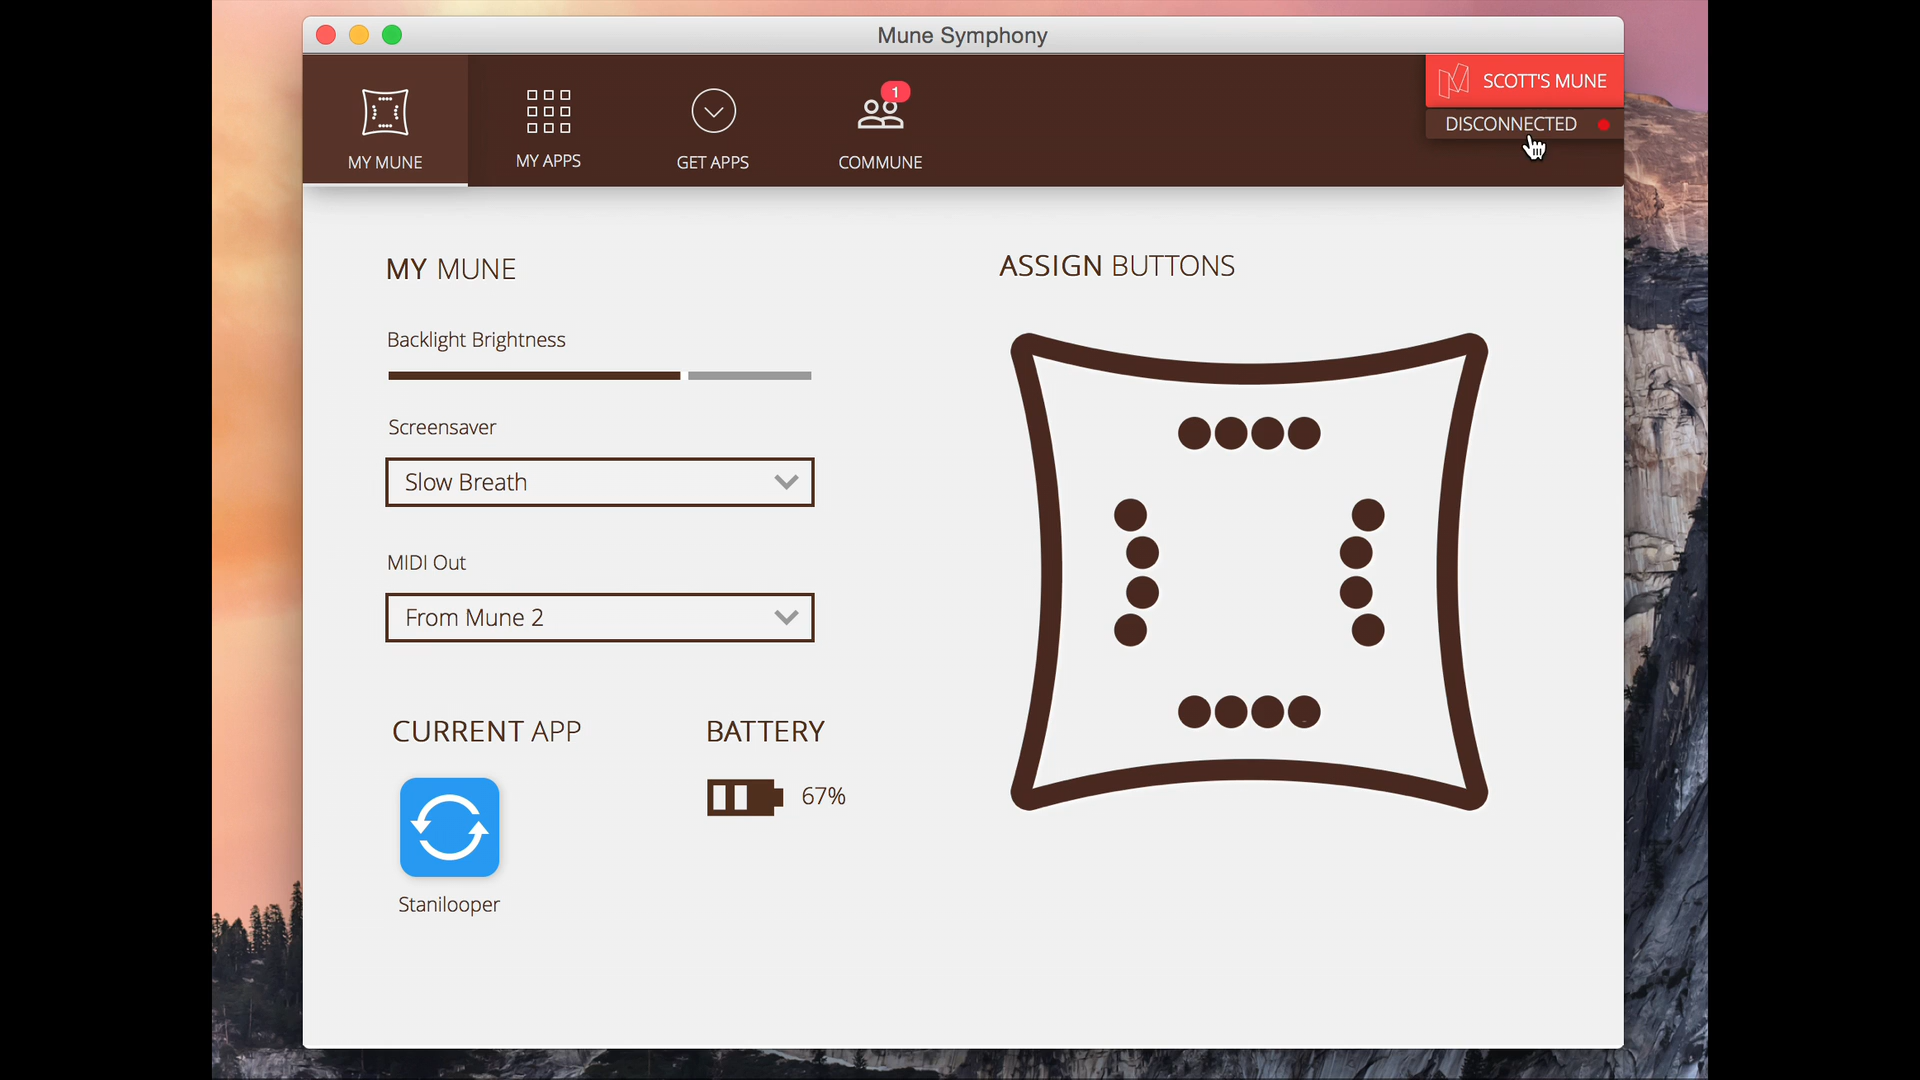 Mune Symphony
MY MUNE
MY APPS
GET APPS
1
COMMUNE
SCOTT'S MUNE
DISCONNECTED
MY MUNE
Backlight Brightness
Screensaver
Slow Breath
MIDI Out
From Mune 2
CURRENT APP
Stanilooper
BATTERY
67%
ASSIGN BUTTONS